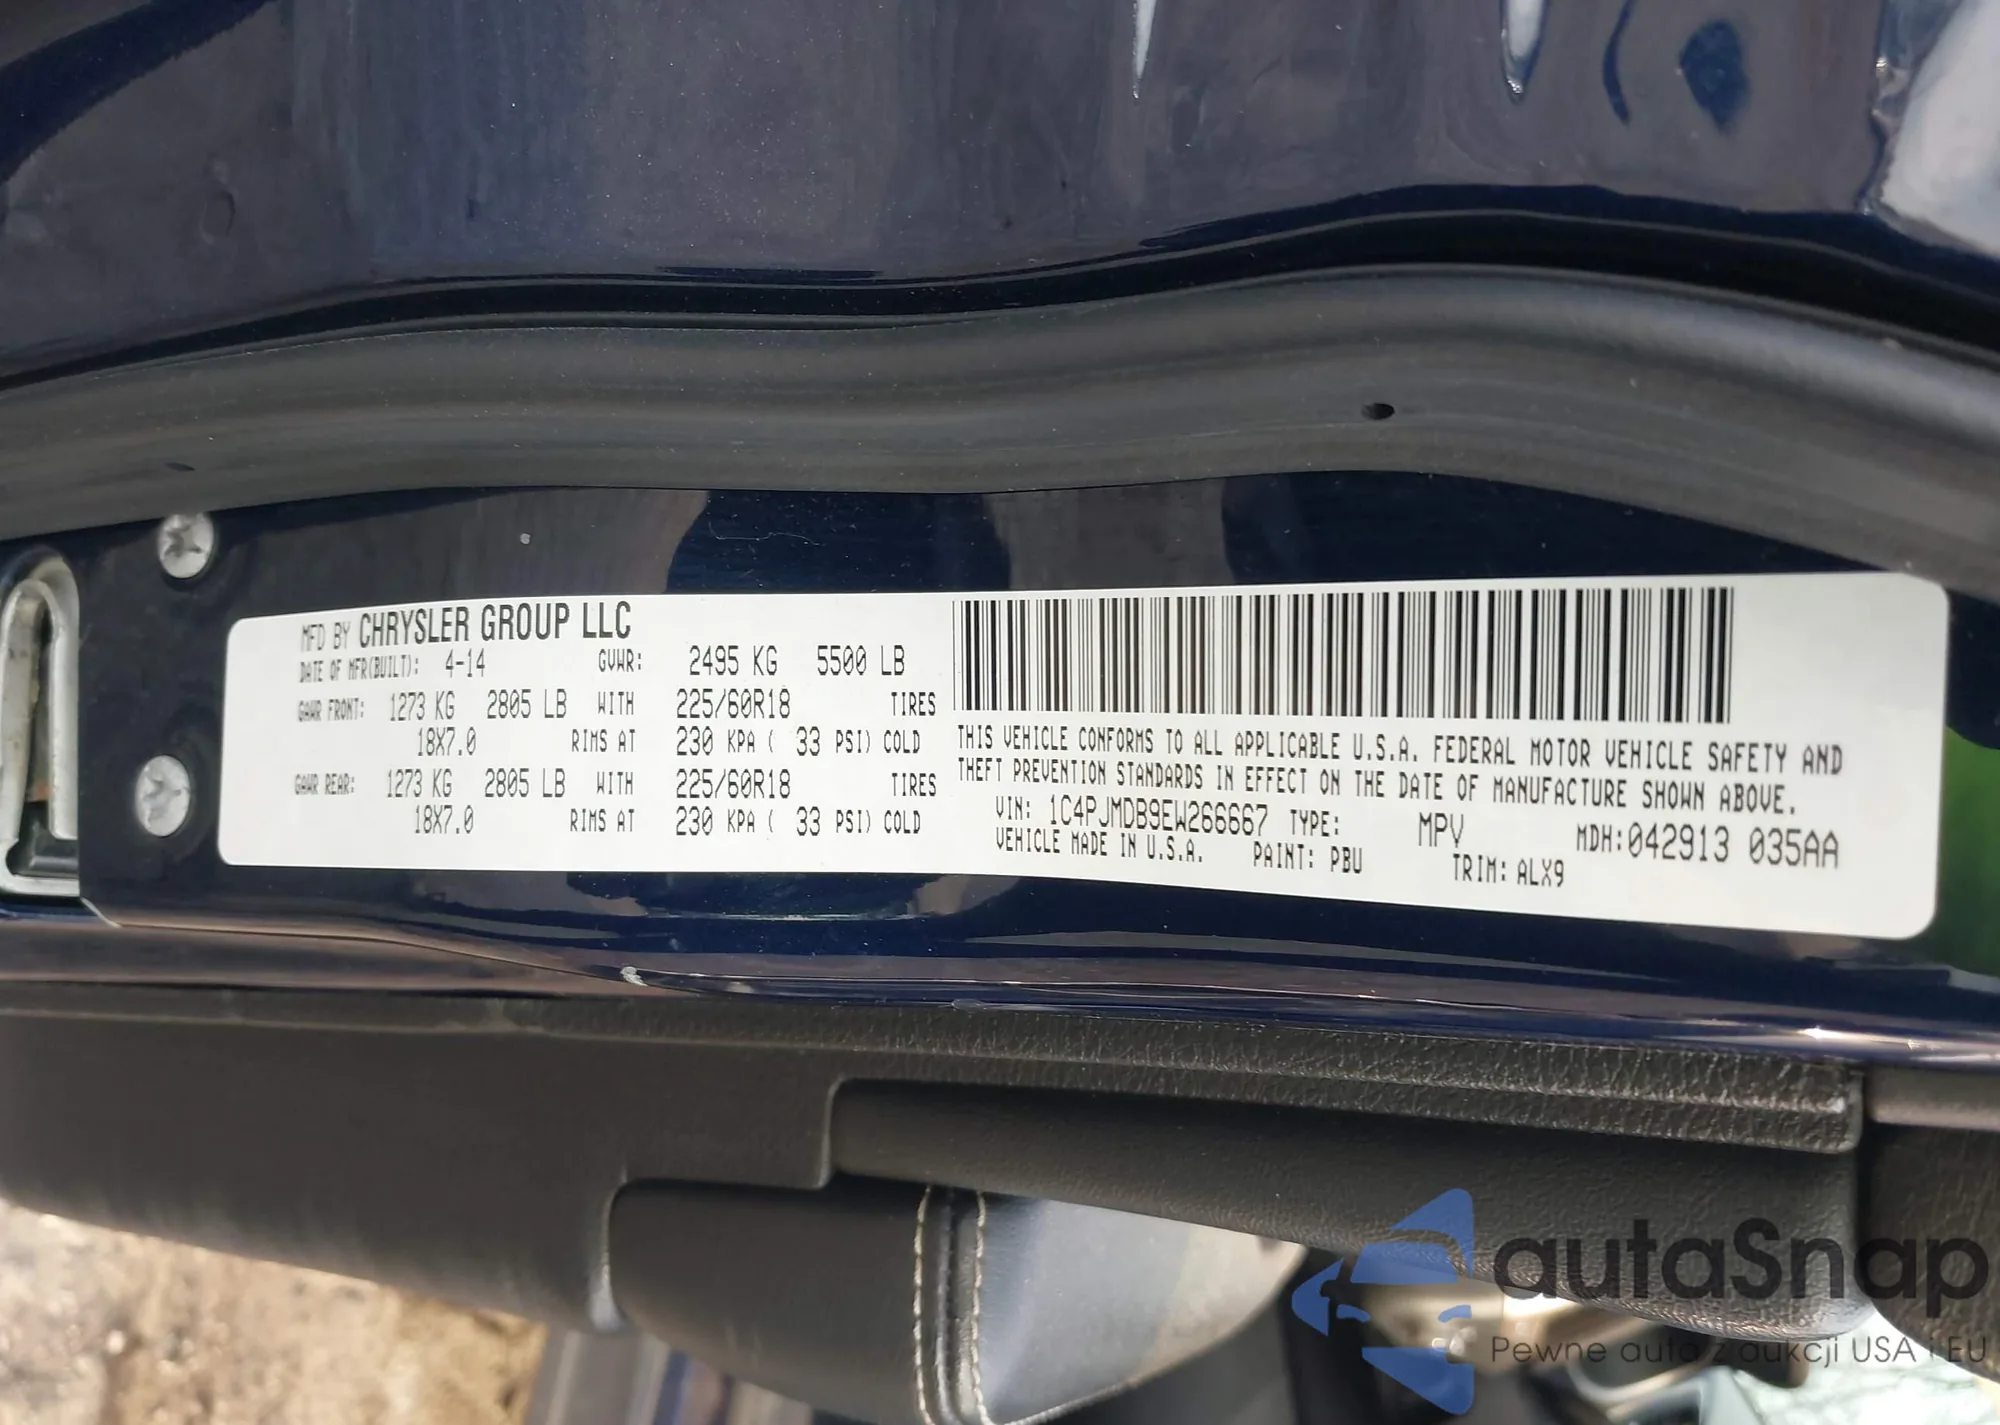 MFD BY CHRYSLER GROUP LLC
DATE OF MFR(BUILT): 4-14 GVWR: 2495 KG 5500 LB
GAWR FRONT: 1273 KG 2805 LB WITH 225/60R18 TIRES
18X7.0 RIMS AT 230 KPA ( 33 PSI) COLD
GAWR REAR: 1273 KG 2805 LB WITH 225/60R18 TIRES
18X7.0 RIMS AT 230 KPA ( 33 PSI) COLD
THIS VEHICLE CONFORMS TO ALL APPLICABLE U.S.A. FEDERAL MOTOR VEHICLE SAFETY AND
THEFT PREVENTION STANDARDS IN EFFECT ON THE DATE OF MANUFACTURE SHOWN ABOVE.
VIN: 1C4PJMDB9EW266667 TYPE: MPV MDH:042913 035AA
VEHICLE MADE IN U.S.A. PAINT: PBU TRIM: ALX9
autaSnap
Pewne auta z aukcji USA i EU